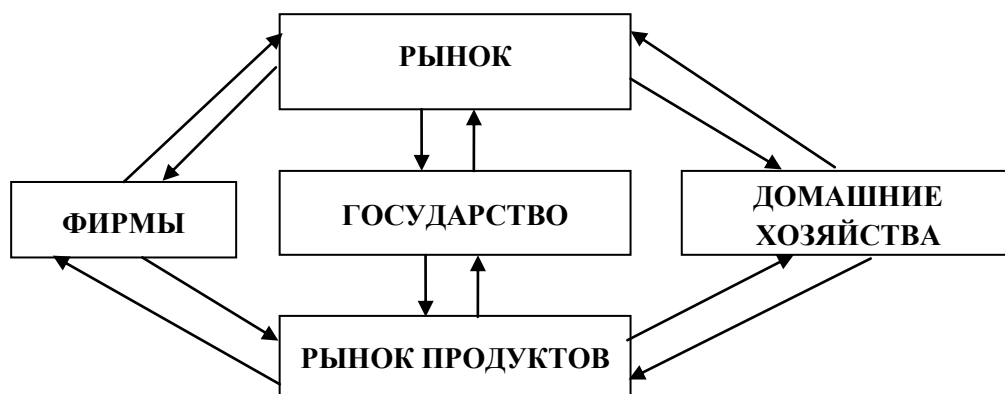 РЫНОК
ФИРМЫ
ГОСУДАРСТВО
ДОМАШНИЕ
ХОЗЯЙСТВА
РЫНОК ПРОДУКТОВ